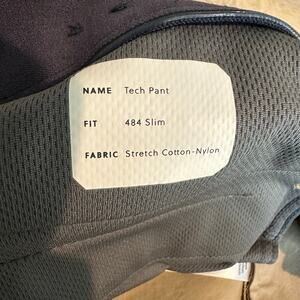 NAME Tech Pant
FIT 484 Slim
FABRIC Stretch Cotton-Nylon